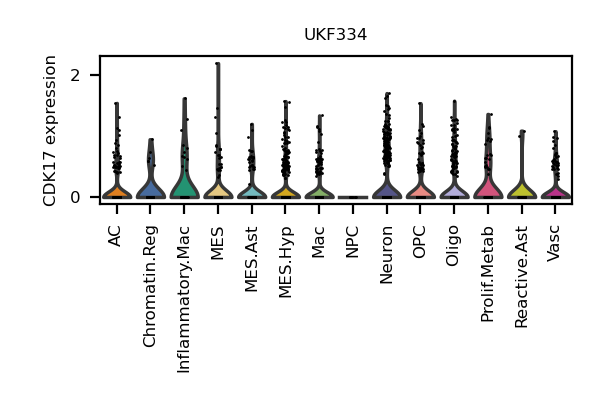 UKF334
CDK17 expression
2
0
AC
Chromatin.Reg
Inflammatory.Mac
MES
MES.Ast
MES.Hyp
Mac
NPC
Neuron
OPC
Oligo
Prolif.Metab
Reactive.Ast
Vasc